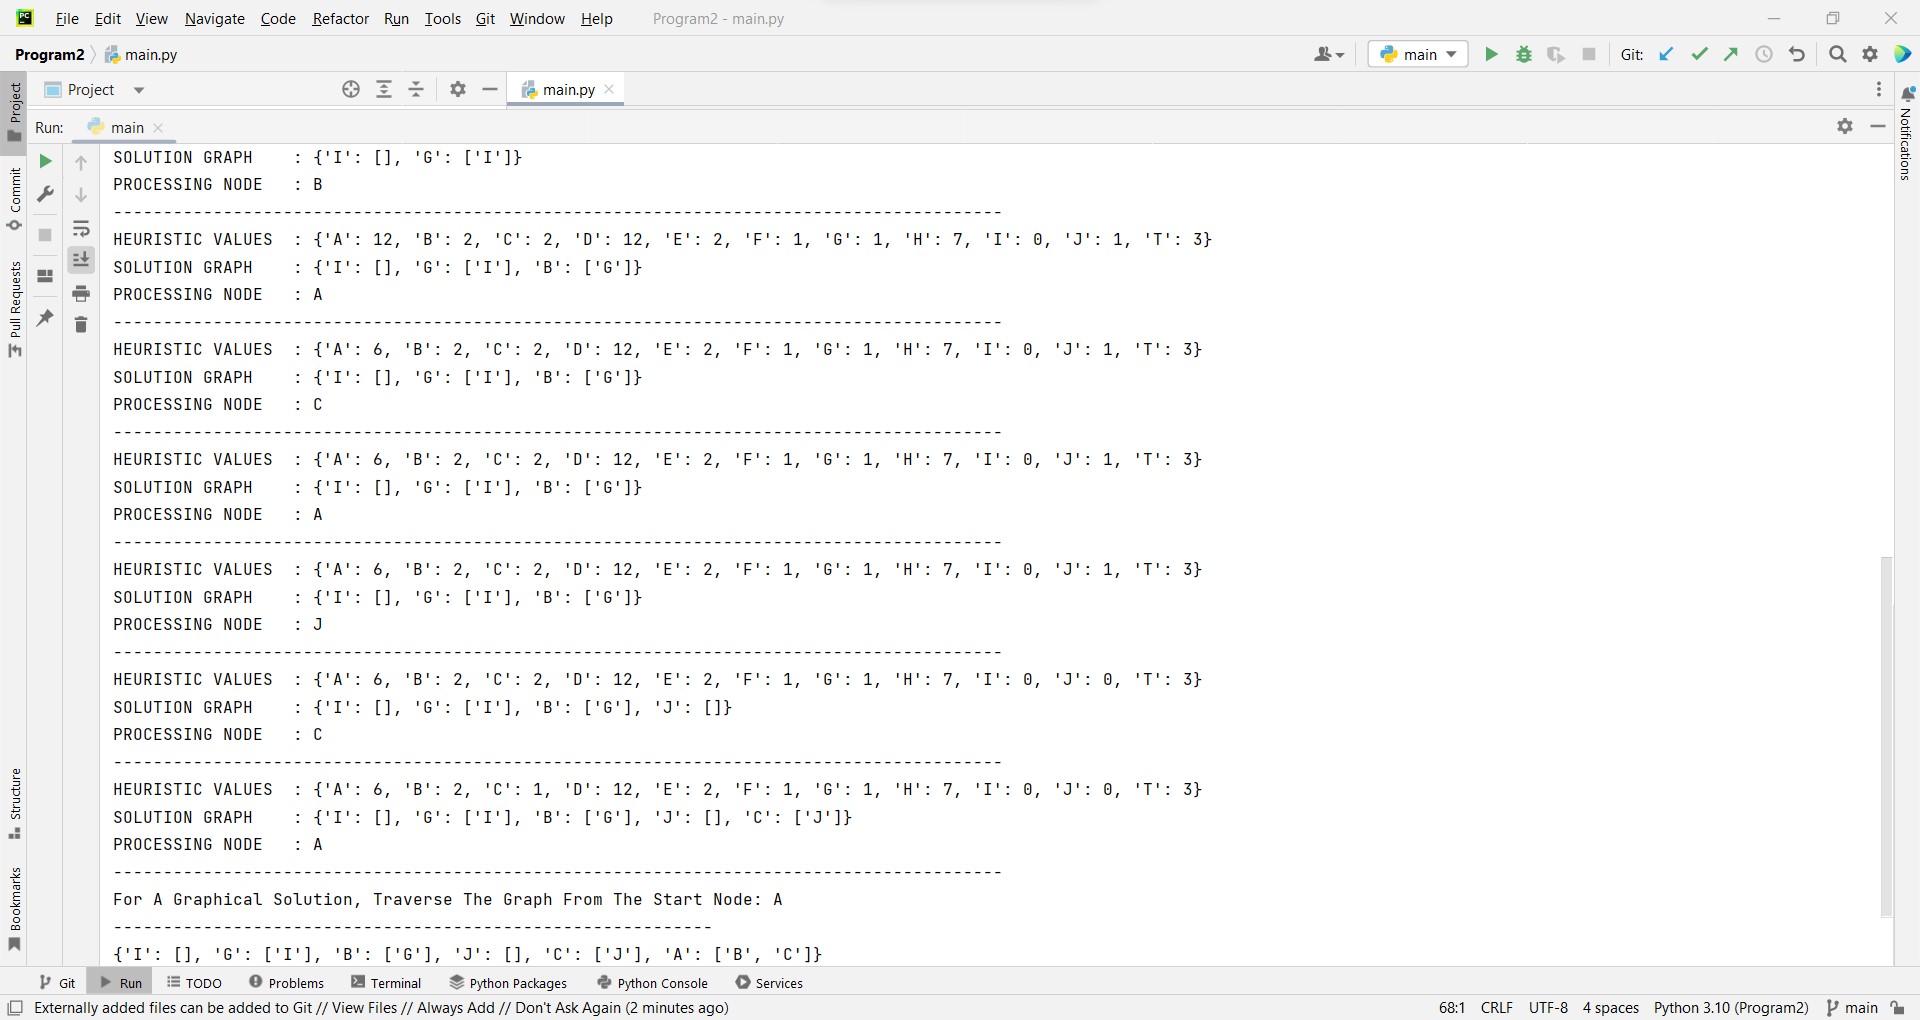 PC File Edit View Navigate Code Refactor Run Tools Git Window Help Program2 - main.py
Program2 main.py main Git:
Project main.py
Run: main
Project
Commit
Pull Requests
Structure
Bookmarks
Notifications
SOLUTION GRAPH    : {'I': [], 'G': ['I']}
PROCESSING NODE   : B
-----------------------------------------------------------------------------------------
HEURISTIC VALUES  : {'A': 12, 'B': 2, 'C': 2, 'D': 12, 'E': 2, 'F': 1, 'G': 1, 'H': 7, 'I': 0, 'J': 1, 'T': 3}
SOLUTION GRAPH    : {'I': [], 'G': ['I'], 'B': ['G']}
PROCESSING NODE   : A
-----------------------------------------------------------------------------------------
HEURISTIC VALUES  : {'A': 6, 'B': 2, 'C': 2, 'D': 12, 'E': 2, 'F': 1, 'G': 1, 'H': 7, 'I': 0, 'J': 1, 'T': 3}
SOLUTION GRAPH    : {'I': [], 'G': ['I'], 'B': ['G']}
PROCESSING NODE   : C
-----------------------------------------------------------------------------------------
HEURISTIC VALUES  : {'A': 6, 'B': 2, 'C': 2, 'D': 12, 'E': 2, 'F': 1, 'G': 1, 'H': 7, 'I': 0, 'J': 1, 'T': 3}
SOLUTION GRAPH    : {'I': [], 'G': ['I'], 'B': ['G']}
PROCESSING NODE   : A
-----------------------------------------------------------------------------------------
HEURISTIC VALUES  : {'A': 6, 'B': 2, 'C': 2, 'D': 12, 'E': 2, 'F': 1, 'G': 1, 'H': 7, 'I': 0, 'J': 1, 'T': 3}
SOLUTION GRAPH    : {'I': [], 'G': ['I'], 'B': ['G']}
PROCESSING NODE   : J
-----------------------------------------------------------------------------------------
HEURISTIC VALUES  : {'A': 6, 'B': 2, 'C': 2, 'D': 12, 'E': 2, 'F': 1, 'G': 1, 'H': 7, 'I': 0, 'J': 0, 'T': 3}
SOLUTION GRAPH    : {'I': [], 'G': ['I'], 'B': ['G'], 'J': []}
PROCESSING NODE   : C
-----------------------------------------------------------------------------------------
HEURISTIC VALUES  : {'A': 6, 'B': 2, 'C': 1, 'D': 12, 'E': 2, 'F': 1, 'G': 1, 'H': 7, 'I': 0, 'J': 0, 'T': 3}
SOLUTION GRAPH    : {'I': [], 'G': ['I'], 'B': ['G'], 'J': [], 'C': ['J']}
PROCESSING NODE   : A
-----------------------------------------------------------------------------------------
For A Graphical Solution, Traverse The Graph From The Start Node: A
------------------------------------------------------------
{'I': [], 'G': ['I'], 'B': ['G'], 'J': [], 'C': ['J'], 'A': ['B', 'C']}
Git Run TODO Problems Terminal Python Packages Python Console Services
Externally added files can be added to Git // View Files // Always Add // Don't Ask Again (2 minutes ago) 68:1 CRLF UTF-8 4 spaces Python 3.10 (Program2) main